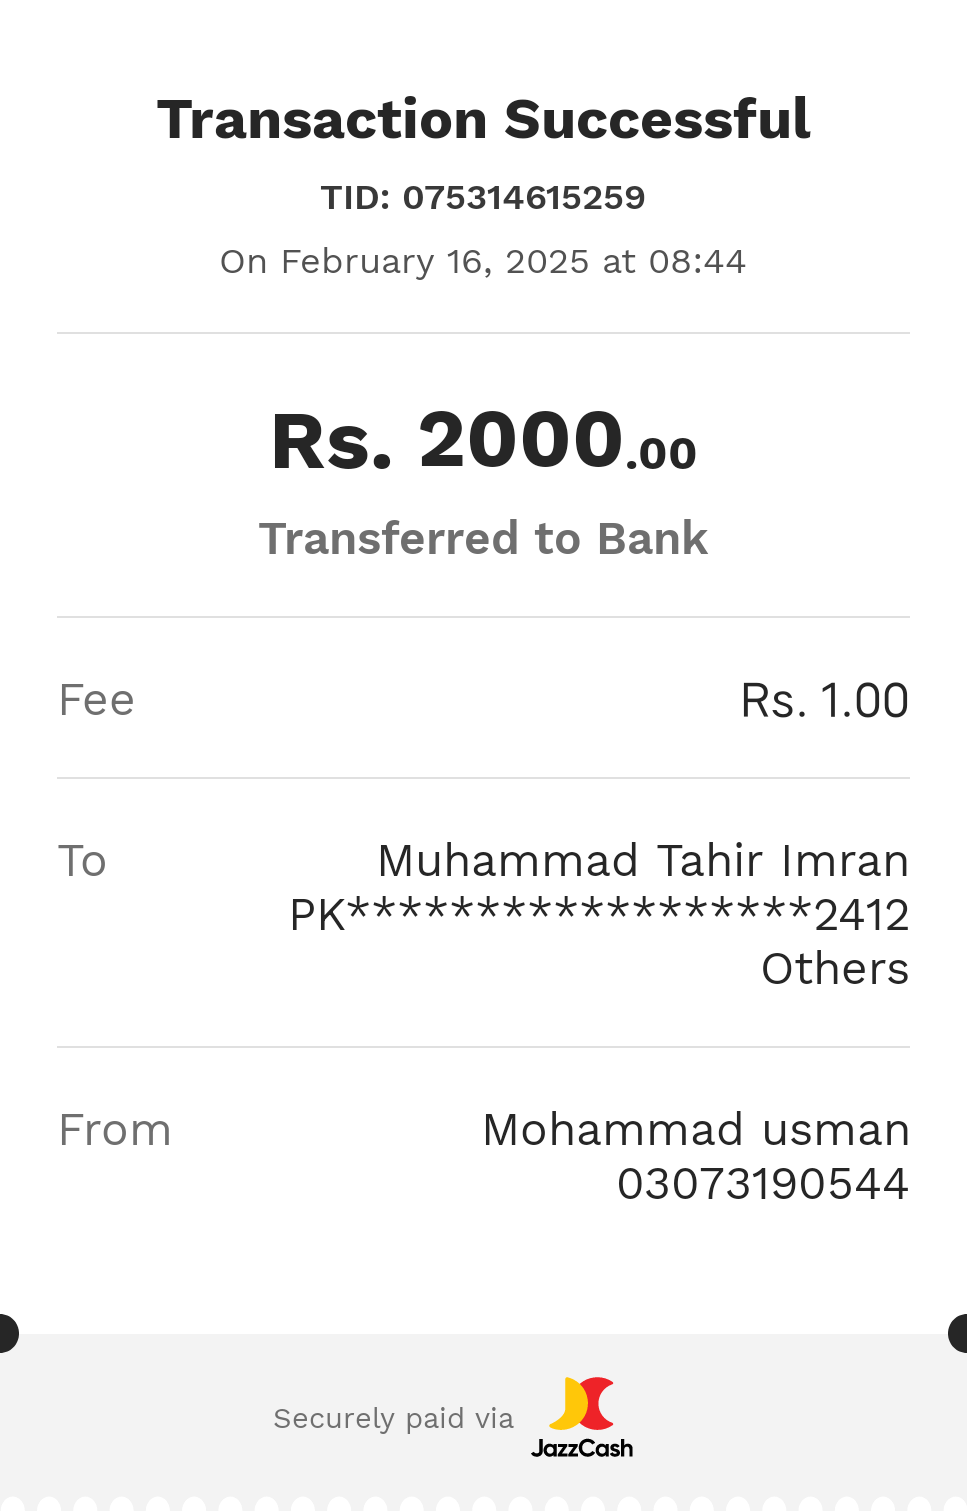 Transaction Successful
TID: 075314615259
On February 16, 2025 at 08:44
Rs. 2000.00
Transferred to Bank
Fee
Rs. 1.00
To
Muhammad Tahir Imran
PK******************2412
Others
From
Mohammad usman
03073190544
Securely paid via
JazzCash